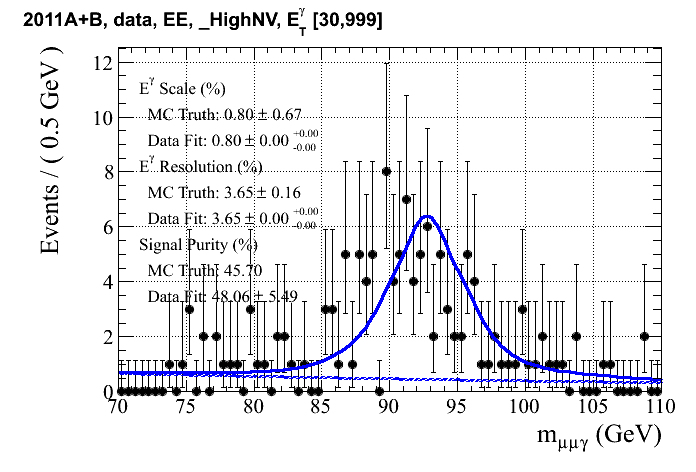 2011A+B, data, EE, _HighNV, E_T^γ [30,999]
Events / ( 0.5 GeV )
12
10
8
6
4
2
0
E^γ Scale (%)
MC Truth: 0.80 ± 0.67
Data Fit: 0.80 ± 0.00 +0.00 -0.00
E^γ Resolution (%)
MC Truth: 3.65 ± 0.16
Data Fit: 3.65 ± 0.00 +0.00 -0.00
Signal Purity (%)
MC Truth: 45.70
Data Fit: 48.06 ± 5.49
70 75 80 85 90 95 100 105 110
m_μμγ (GeV)